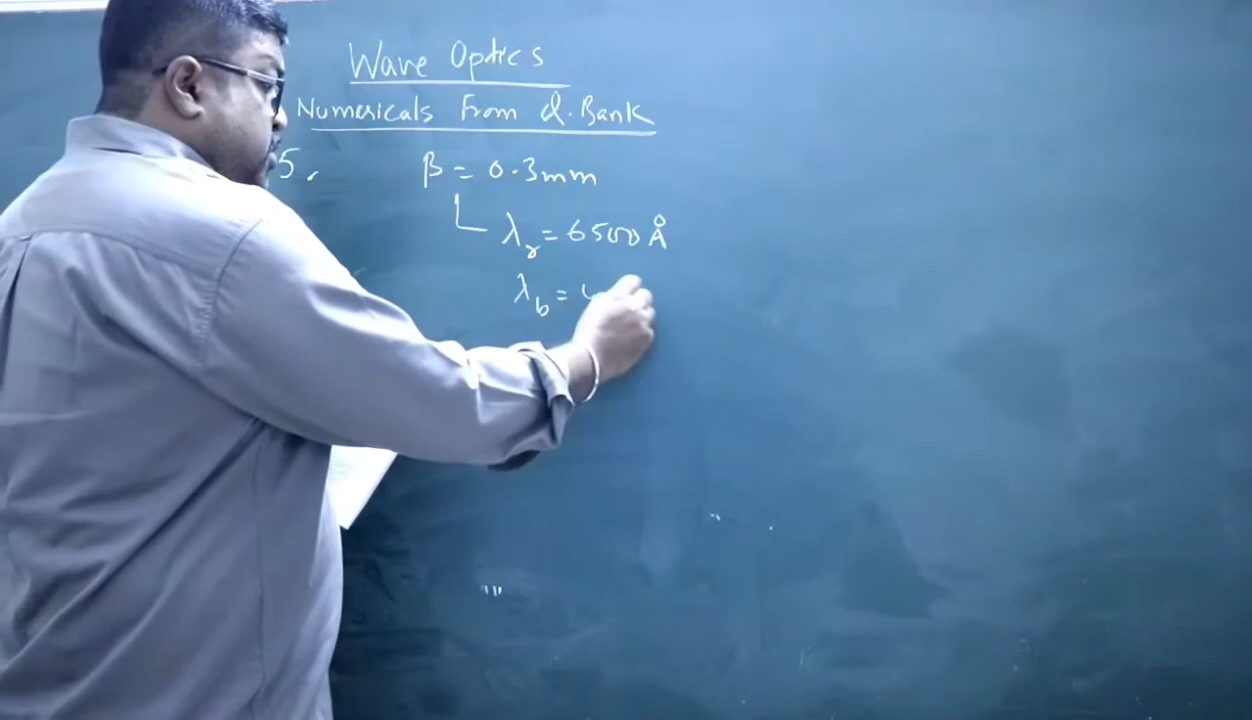 Wave Optics
Numericals From Q. Bank
5. β = 0.3mm
λr = 6500 Å
λb =